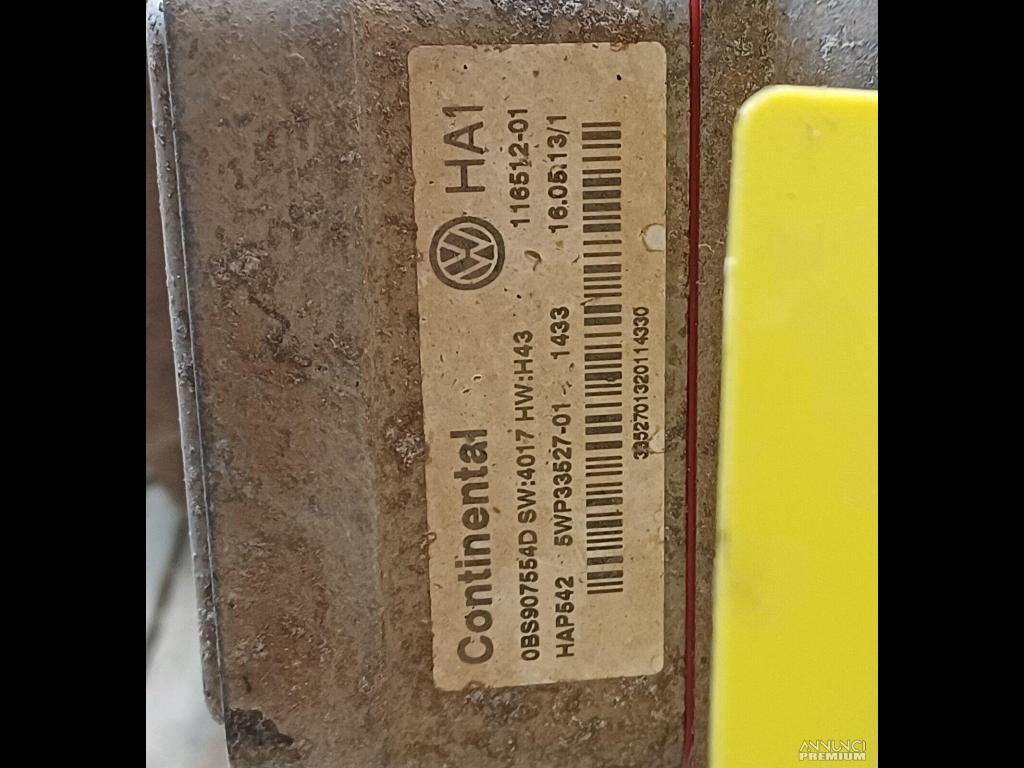 Continental HA1
0BS907554D SW:4017 HW:H43 116512-01
HAP542 5WP33527-01 1433 16.05.13/1
3352701320114330
ANNUNCI
PREMIUM